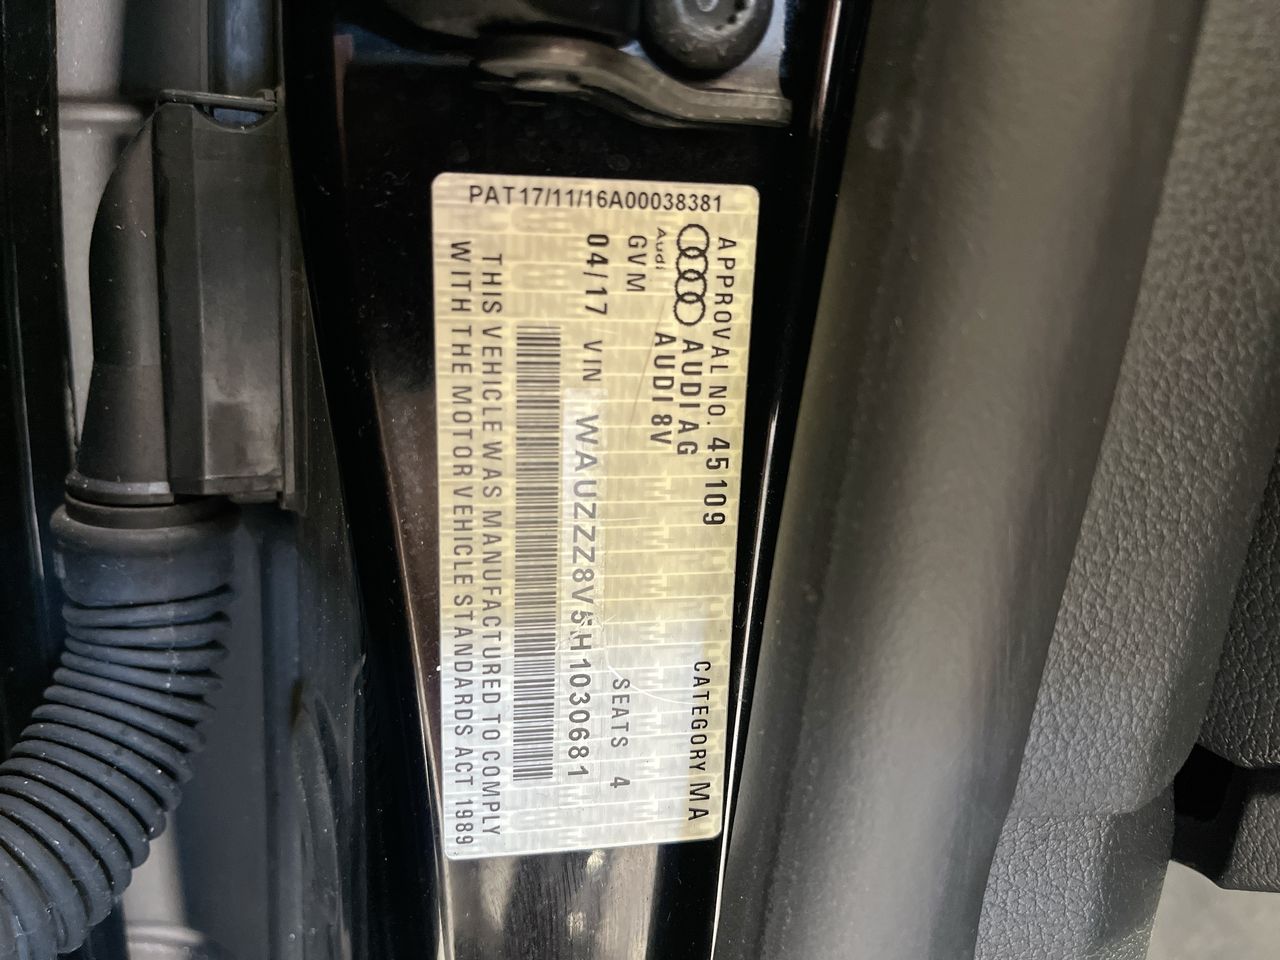 PAT17/11/16A00038381
APPROVAL NO. 45109 CATEGORY MA
Audi AUDI AG
AUDI 8V
GVM SEATS 4
04/17 VIN WAUZZZ8V5H1030681
THIS VEHICLE WAS MANUFACTURED TO COMPLY
WITH THE MOTOR VEHICLE STANDARDS ACT 1989